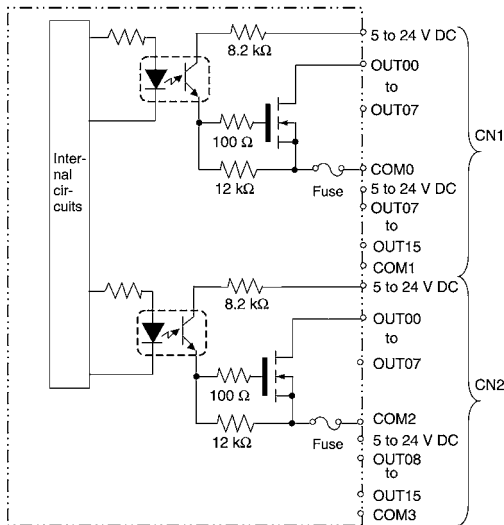 5 to 24 V DC
8.2 kΩ
OUT00
to
OUT07
CN1
100 Ω
12 kΩ
Fuse
COM0
5 to 24 V DC
OUT07
to
OUT15
COM1
Inter-
nal
cir-
cuits
5 to 24 V DC
8.2 kΩ
OUT00
to
OUT07
CN2
100 Ω
12 kΩ
Fuse
COM2
5 to 24 V DC
OUT08
to
OUT15
COM3